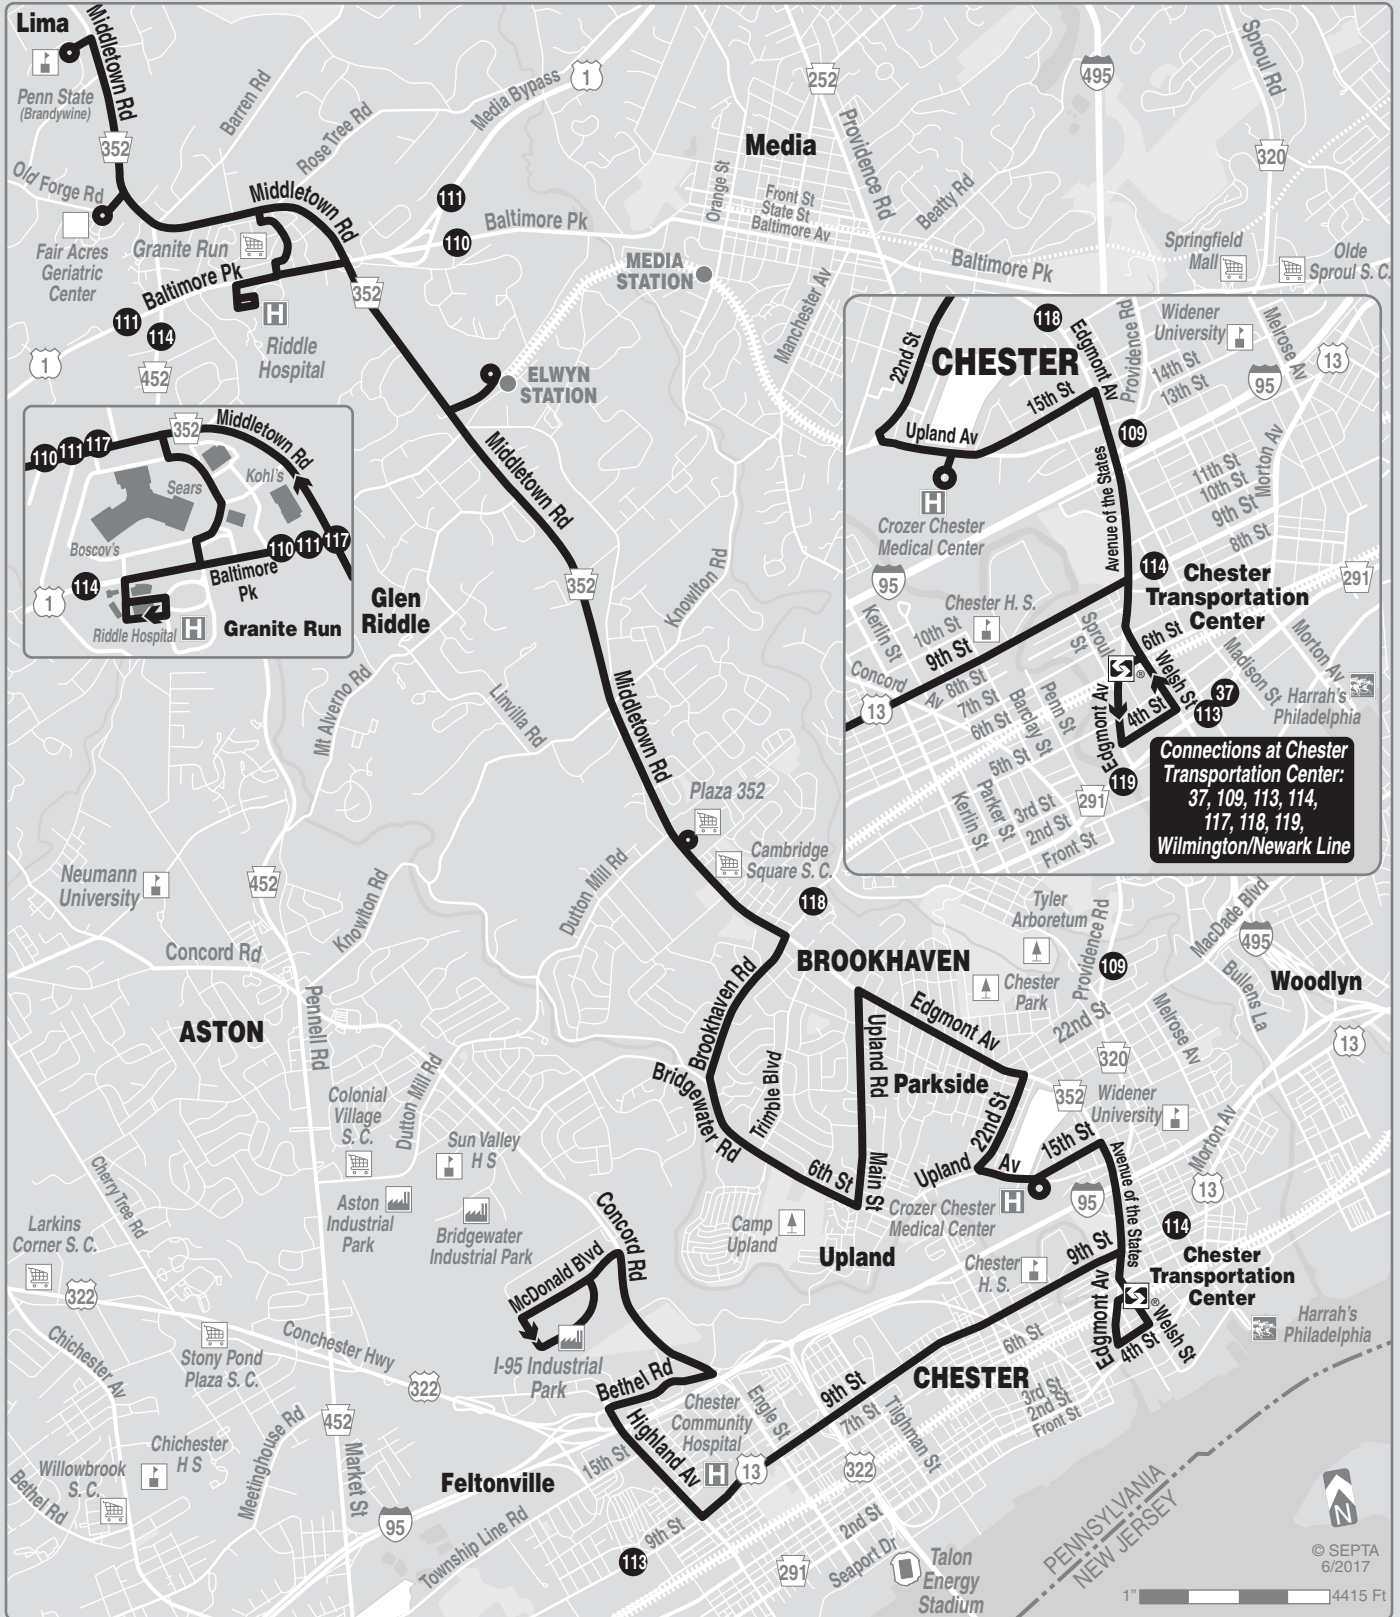 Lima
Middletown Rd
Penn State
(Brandywine)
352
Barren Rd
Rose Tree Rd
Media Bypass
1
252
495
Sproul Rd
320
Media
Providence Rd
Orange St
Front St
State St
Baltimore Av
Beatty Rd
Old Forge Rd
Middletown Rd
111
110
Baltimore Pk
Baltimore Pk
Fair Acres
Geriatric
Center
Granite Run
Baltimore Pk
111
114
1
452
Riddle
Hospital
352
MEDIA
STATION
Manchester Av
Springfield
Mall
Olde
Sproul S. C.
ELWYN
STATION
352
Middletown Rd
110
111
117
Sears
Kohl's
Boscov's
110
111
117
Baltimore
Pk
114
1
Riddle Hospital
Granite Run
Glen
Riddle
Middletown Rd
352
Knowlton Rd
Mt Alverno Rd
Linvilla Rd
Middletown Rd
22nd St
CHESTER
118
Edgmont Av
Providence Rd
Widener
University
Melrose Av
13
14th St
13th St
95
15th St
Upland Av
109
Crozer Chester
Medical Center
Avenue of the States
11th St
10th St
9th St
8th St
Morton Av
95
114
Chester
Transportation
Center
291
Chester H. S.
Kerlin St
10th St
9th St
Sproul
St
6th St
Welsh St
Madison St
Morton Av
Concord
Av
8th St
7th St
6th St
5th St
Barclay St
Penn St
13
Edgmont Av
4th St
37
113
Harrah's
Philadelphia
119
291
Parker St
Kerlin St
3rd St
2nd St
Front St
Connections at Chester
Transportation Center:
37, 109, 113, 114,
117, 118, 119,
Wilmington/Newark Line
Plaza 352
Cambridge
Square S. C.
Neumann
University
452
Knowlton Rd
Dutton Mill Rd
118
Tyler
Arboretum
Providence Rd
MacDade Blvd
495
Concord Rd
BROOKHAVEN
109
Chester
Park
Bullens La
Woodlyn
ASTON
Pennell Rd
Brookhaven Rd
Edgmont Av
22nd St
Melrose Av
13
320
Upland Rd
Parkside
Bridgewater Rd
Trimble Blvd
22nd St
352
Widener
University
Colonial
Village
S. C.
Dutton Mill Rd
Sun Valley
H S
15th St
Morton Av
Cherry Tree Rd
6th St
Main St
Upland
Av
Avenue of the States
95
13
Aston
Industrial
Park
Bridgewater
Industrial Park
Concord Rd
Camp
Upland
Crozer Chester
Medical Center
114
Larkins
Corner S. C.
Upland
9th St
Chester
H. S.
Chester
Transportation
Center
McDonald Blvd
322
Chichester Av
Stony Pond
Plaza S. C.
Conchester Hwy
322
I-95 Industrial
Park
Edgmont Av
Welsh St
4th St
6th St
Harrah's
Philadelphia
Bethel Rd
Chester
Community
Hospital
Engle St
9th St
CHESTER
3rd St
2nd St
Front St
7th St
Tilghman St
452
Highland Av
13
322
Market St
Meetinghouse Rd
Chichester
H S
Willowbrook
S. C.
Bethel Rd
Feltonville
15th St
95
Township Line Rd
9th St
113
2nd St
Seaport Dr
291
Talon
Energy
Stadium
PENNSYLVANIA
NEW JERSEY
N
© SEPTA
6/2017
1" 4415 Ft